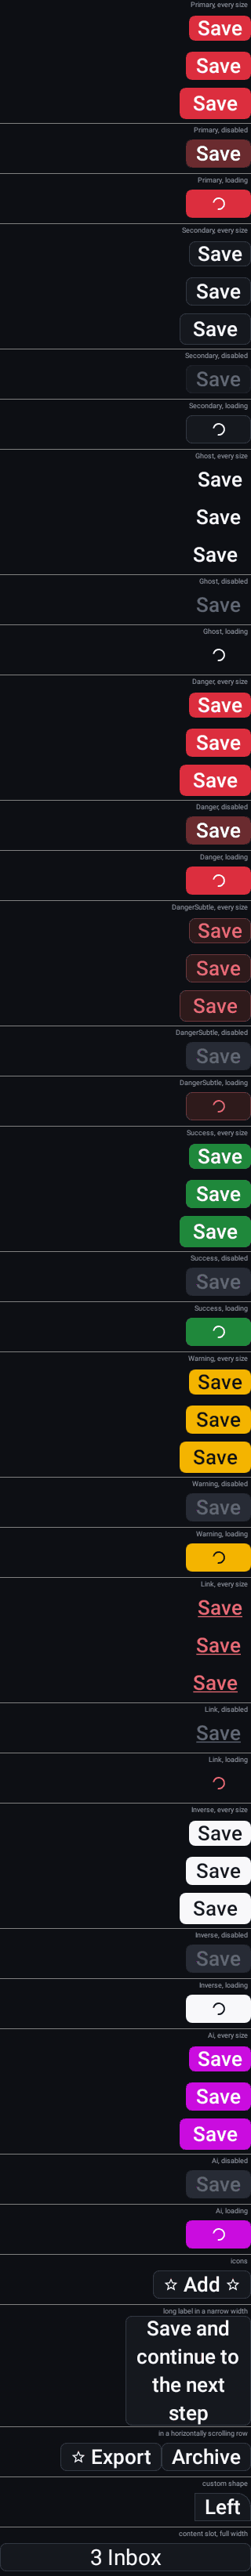 Primary, every size
Save
Save
Save
Primary, disabled
Save
Primary, loading
Secondary, every size
Save
Save
Save
Secondary, disabled
Save
Secondary, loading
Ghost, every size
Save
Save
Save
Ghost, disabled
Save
Ghost, loading
Danger, every size
Save
Save
Save
Danger, disabled
Save
Danger, loading
DangerSubtle, every size
Save
Save
Save
DangerSubtle, disabled
Save
DangerSubtle, loading
Success, every size
Save
Save
Save
Success, disabled
Save
Success, loading
Warning, every size
Save
Save
Save
Warning, disabled
Save
Warning, loading
Link, every size
Save
Save
Save
Link, disabled
Save
Link, loading
Inverse, every size
Save
Save
Save
Inverse, disabled
Save
Inverse, loading
Ai, every size
Save
Save
Save
Ai, disabled
Save
Ai, loading
icons
Add
long label in a narrow width
Save and
continue to
the next
step
in a horizontally scrolling row
Export Archive
custom shape
Left
content slot, full width
3 Inbox